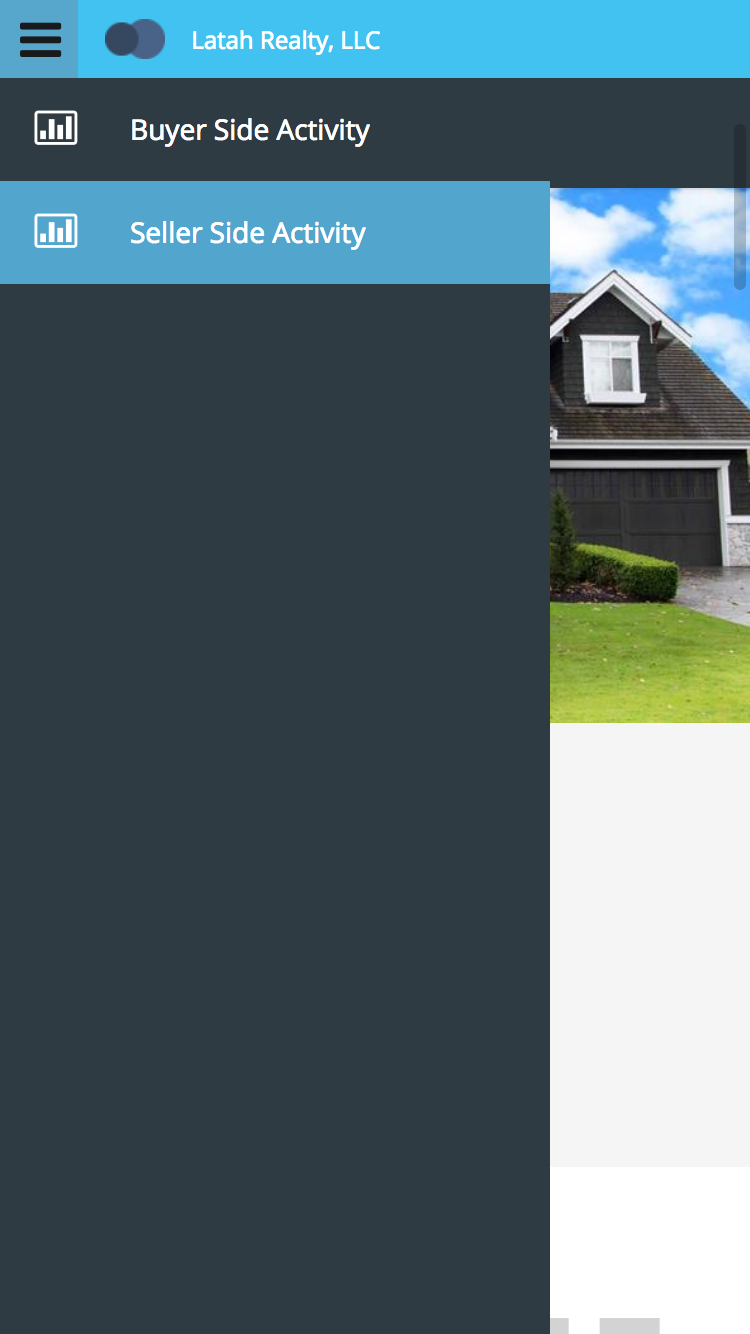 Latah Realty, LLC
Buyer Side Activity
Seller Side Activity